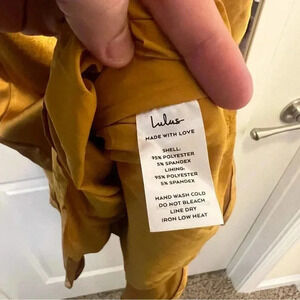 Lulus
MADE WITH LOVE
SHELL:
95% POLYESTER
5% SPANDEX
LINING:
95% POLYESTER
5% SPANDEX
HAND WASH COLD
DO NOT BLEACH
LINE DRY
IRON LOW HEAT